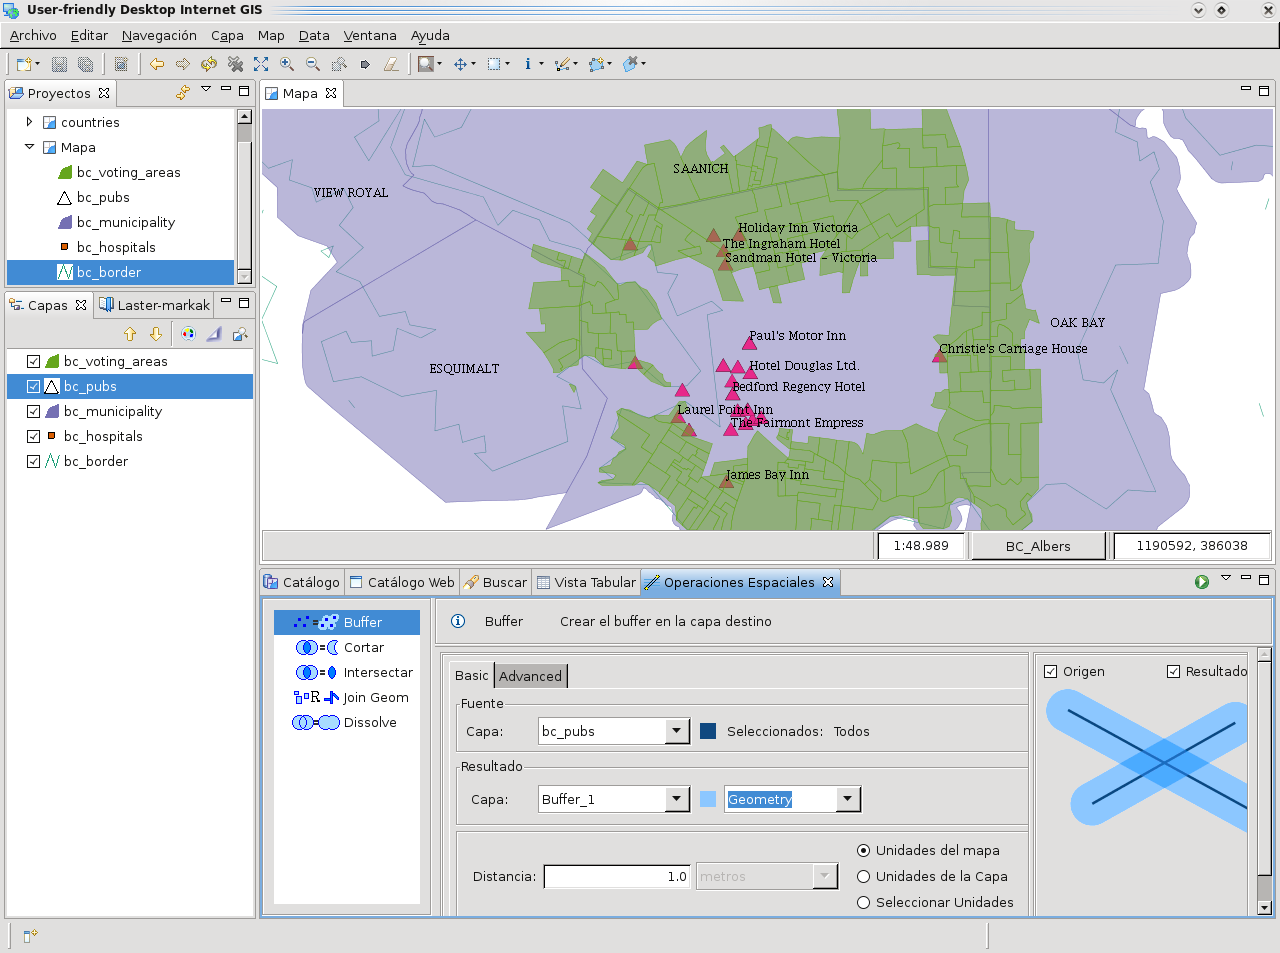 User-friendly Desktop Internet GIS
Archivo Editar Navegación Capa Map Data Ventana Ayuda
Proyectos
countries
Mapa
bc_voting_areas
bc_pubs
bc_municipality
bc_hospitals
bc_border
Capas Laster-markak
bc_voting_areas
bc_pubs
bc_municipality
bc_hospitals
bc_border
Mapa
SAANICH
VIEW ROYAL
Holiday Inn Victoria
The Ingraham Hotel
Sandman Hotel - Victoria
OAK BAY
Paul's Motor Inn
Christie's Carriage House
ESQUIMALT
Hotel Douglas Ltd.
Bedford Regency Hotel
Laurel Point Inn
The Fairmont Empress
James Bay Inn
1:48.989 BC_Albers 1190592, 386038
Catálogo Catálogo Web Buscar Vista Tabular Operaciones Espaciales
Buffer
Cortar
Intersectar
Join Geom
Dissolve
Buffer Crear el buffer en la capa destino
Basic Advanced
Fuente
Capa: bc_pubs Seleccionados: Todos
Resultado
Capa: Buffer_1 Geometry
Distancia: 1.0 metros
Unidades del mapa
Unidades de la Capa
Seleccionar Unidades
Origen Resultado